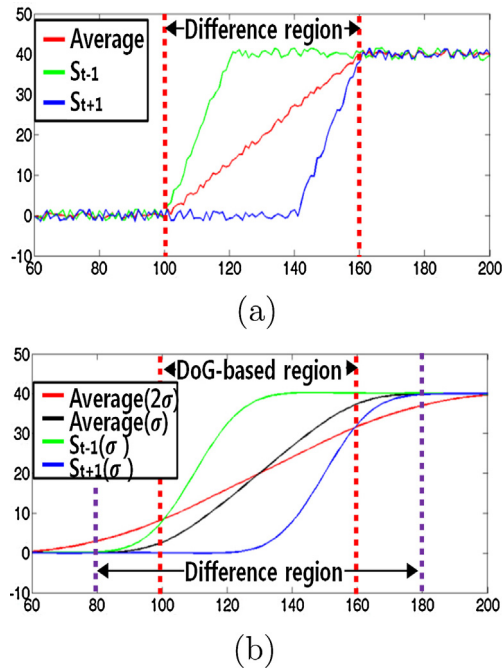 50
Difference region
Average
St-1
St+1
40
30
20
10
0
-10
60 80 100 120 140 160 180 200
(a)
50
DoG-based region
Average(2σ)
Average(σ)
St-1(σ)
St+1(σ)
40
30
20
10
0
Difference region
-10
60 80 100 120 140 160 180 200
(b)